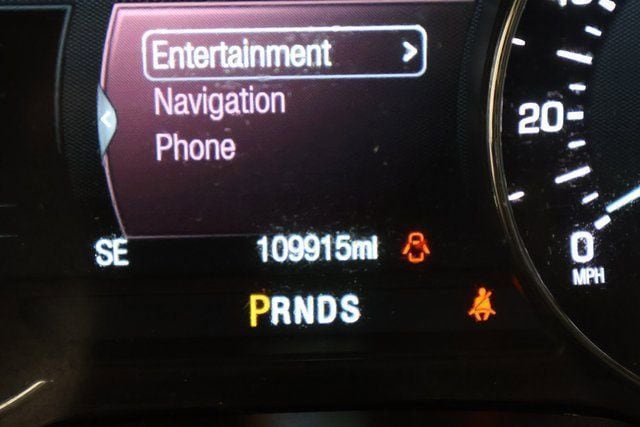 Entertainment >
Navigation
Phone
20
SE 109915mi
0
MPH
PRNDS